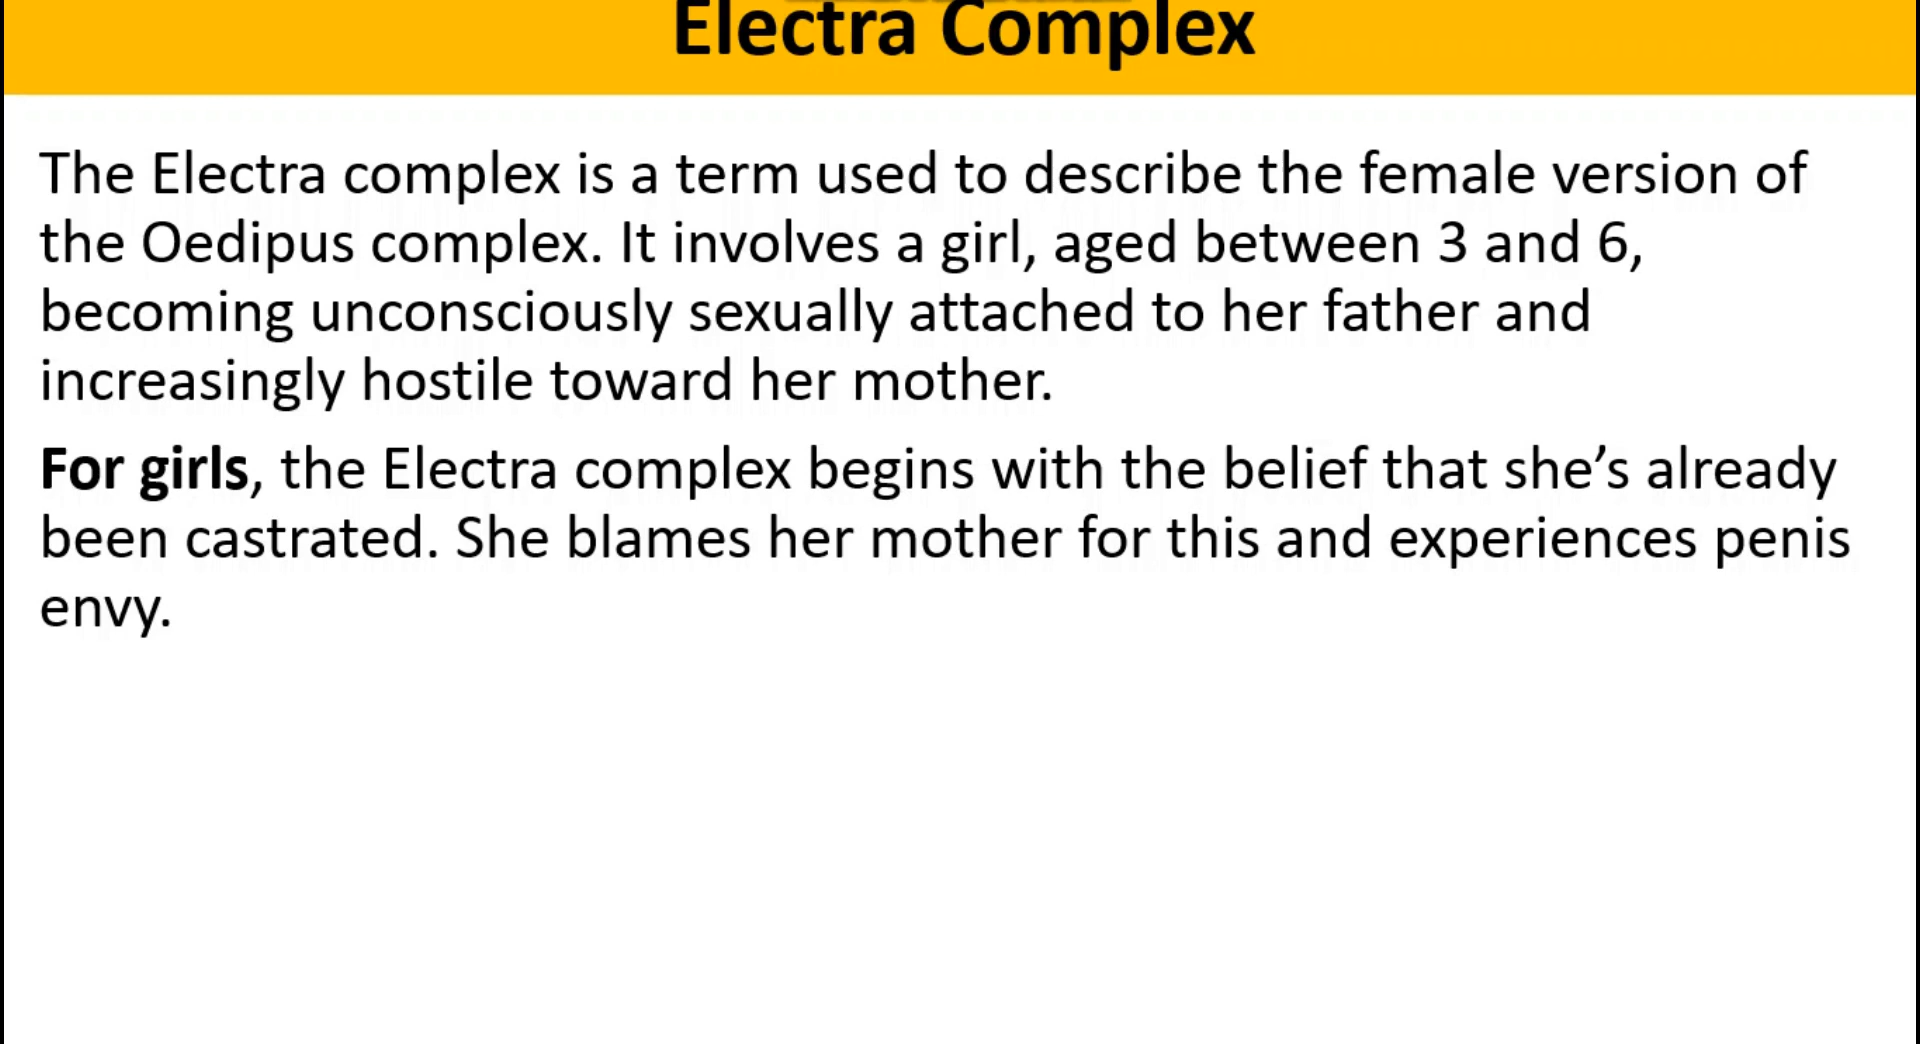 Electra Complex
The Electra complex is a term used to describe the female version of
the Oedipus complex. It involves a girl, aged between 3 and 6,
becoming unconsciously sexually attached to her father and
increasingly hostile toward her mother.
For girls, the Electra complex begins with the belief that she’s already
been castrated. She blames her mother for this and experiences penis
envy.